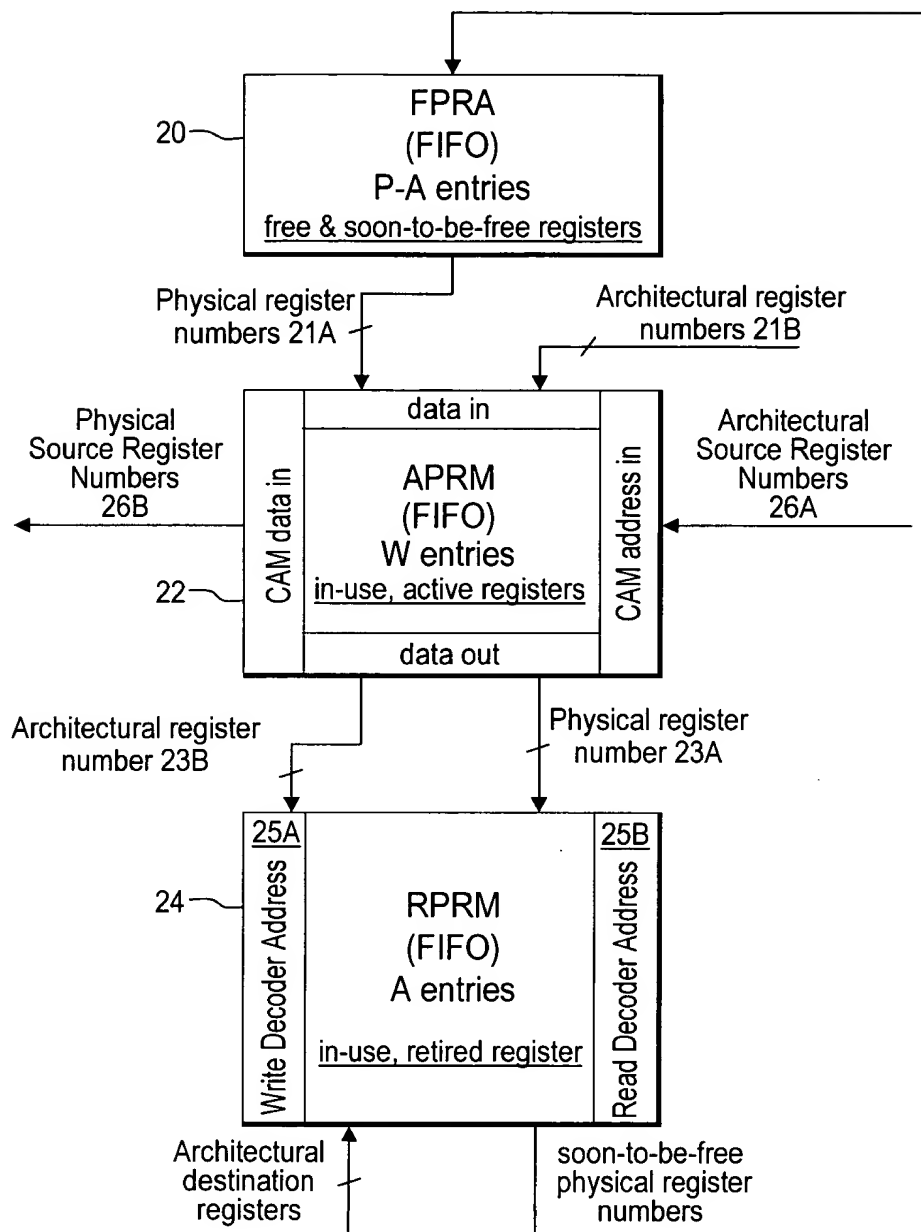 20
FPRA
(FIFO)
P-A entries
free & soon-to-be-free registers
Physical register
numbers 21A
Architectural register
numbers 21B
Physical
Source Register
Numbers
26B
22
CAM data in
data in
APRM
(FIFO)
W entries
in-use, active registers
data out
CAM address in
Architectural
Source Register
Numbers
26A
Architectural register
number 23B
Physical register
number 23A
24
25A
Write Decoder Address
RPRM
(FIFO)
A entries
in-use, retired register
25B
Read Decoder Address
Architectural
destination
registers
soon-to-be-free
physical register
numbers